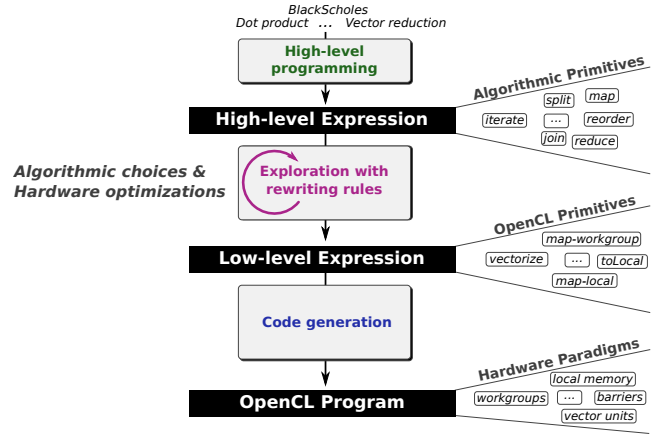 BlackScholes
Dot product ... Vector reduction
High-level
programming
High-level Expression
Algorithmic Primitives
split
map
iterate
...
reorder
join
reduce
Algorithmic choices &
Hardware optimizations
Exploration with
rewriting rules
Low-level Expression
OpenCL Primitives
map-workgroup
vectorize
...
toLocal
map-local
Code generation
OpenCL Program
Hardware Paradigms
local memory
workgroups
...
barriers
vector units